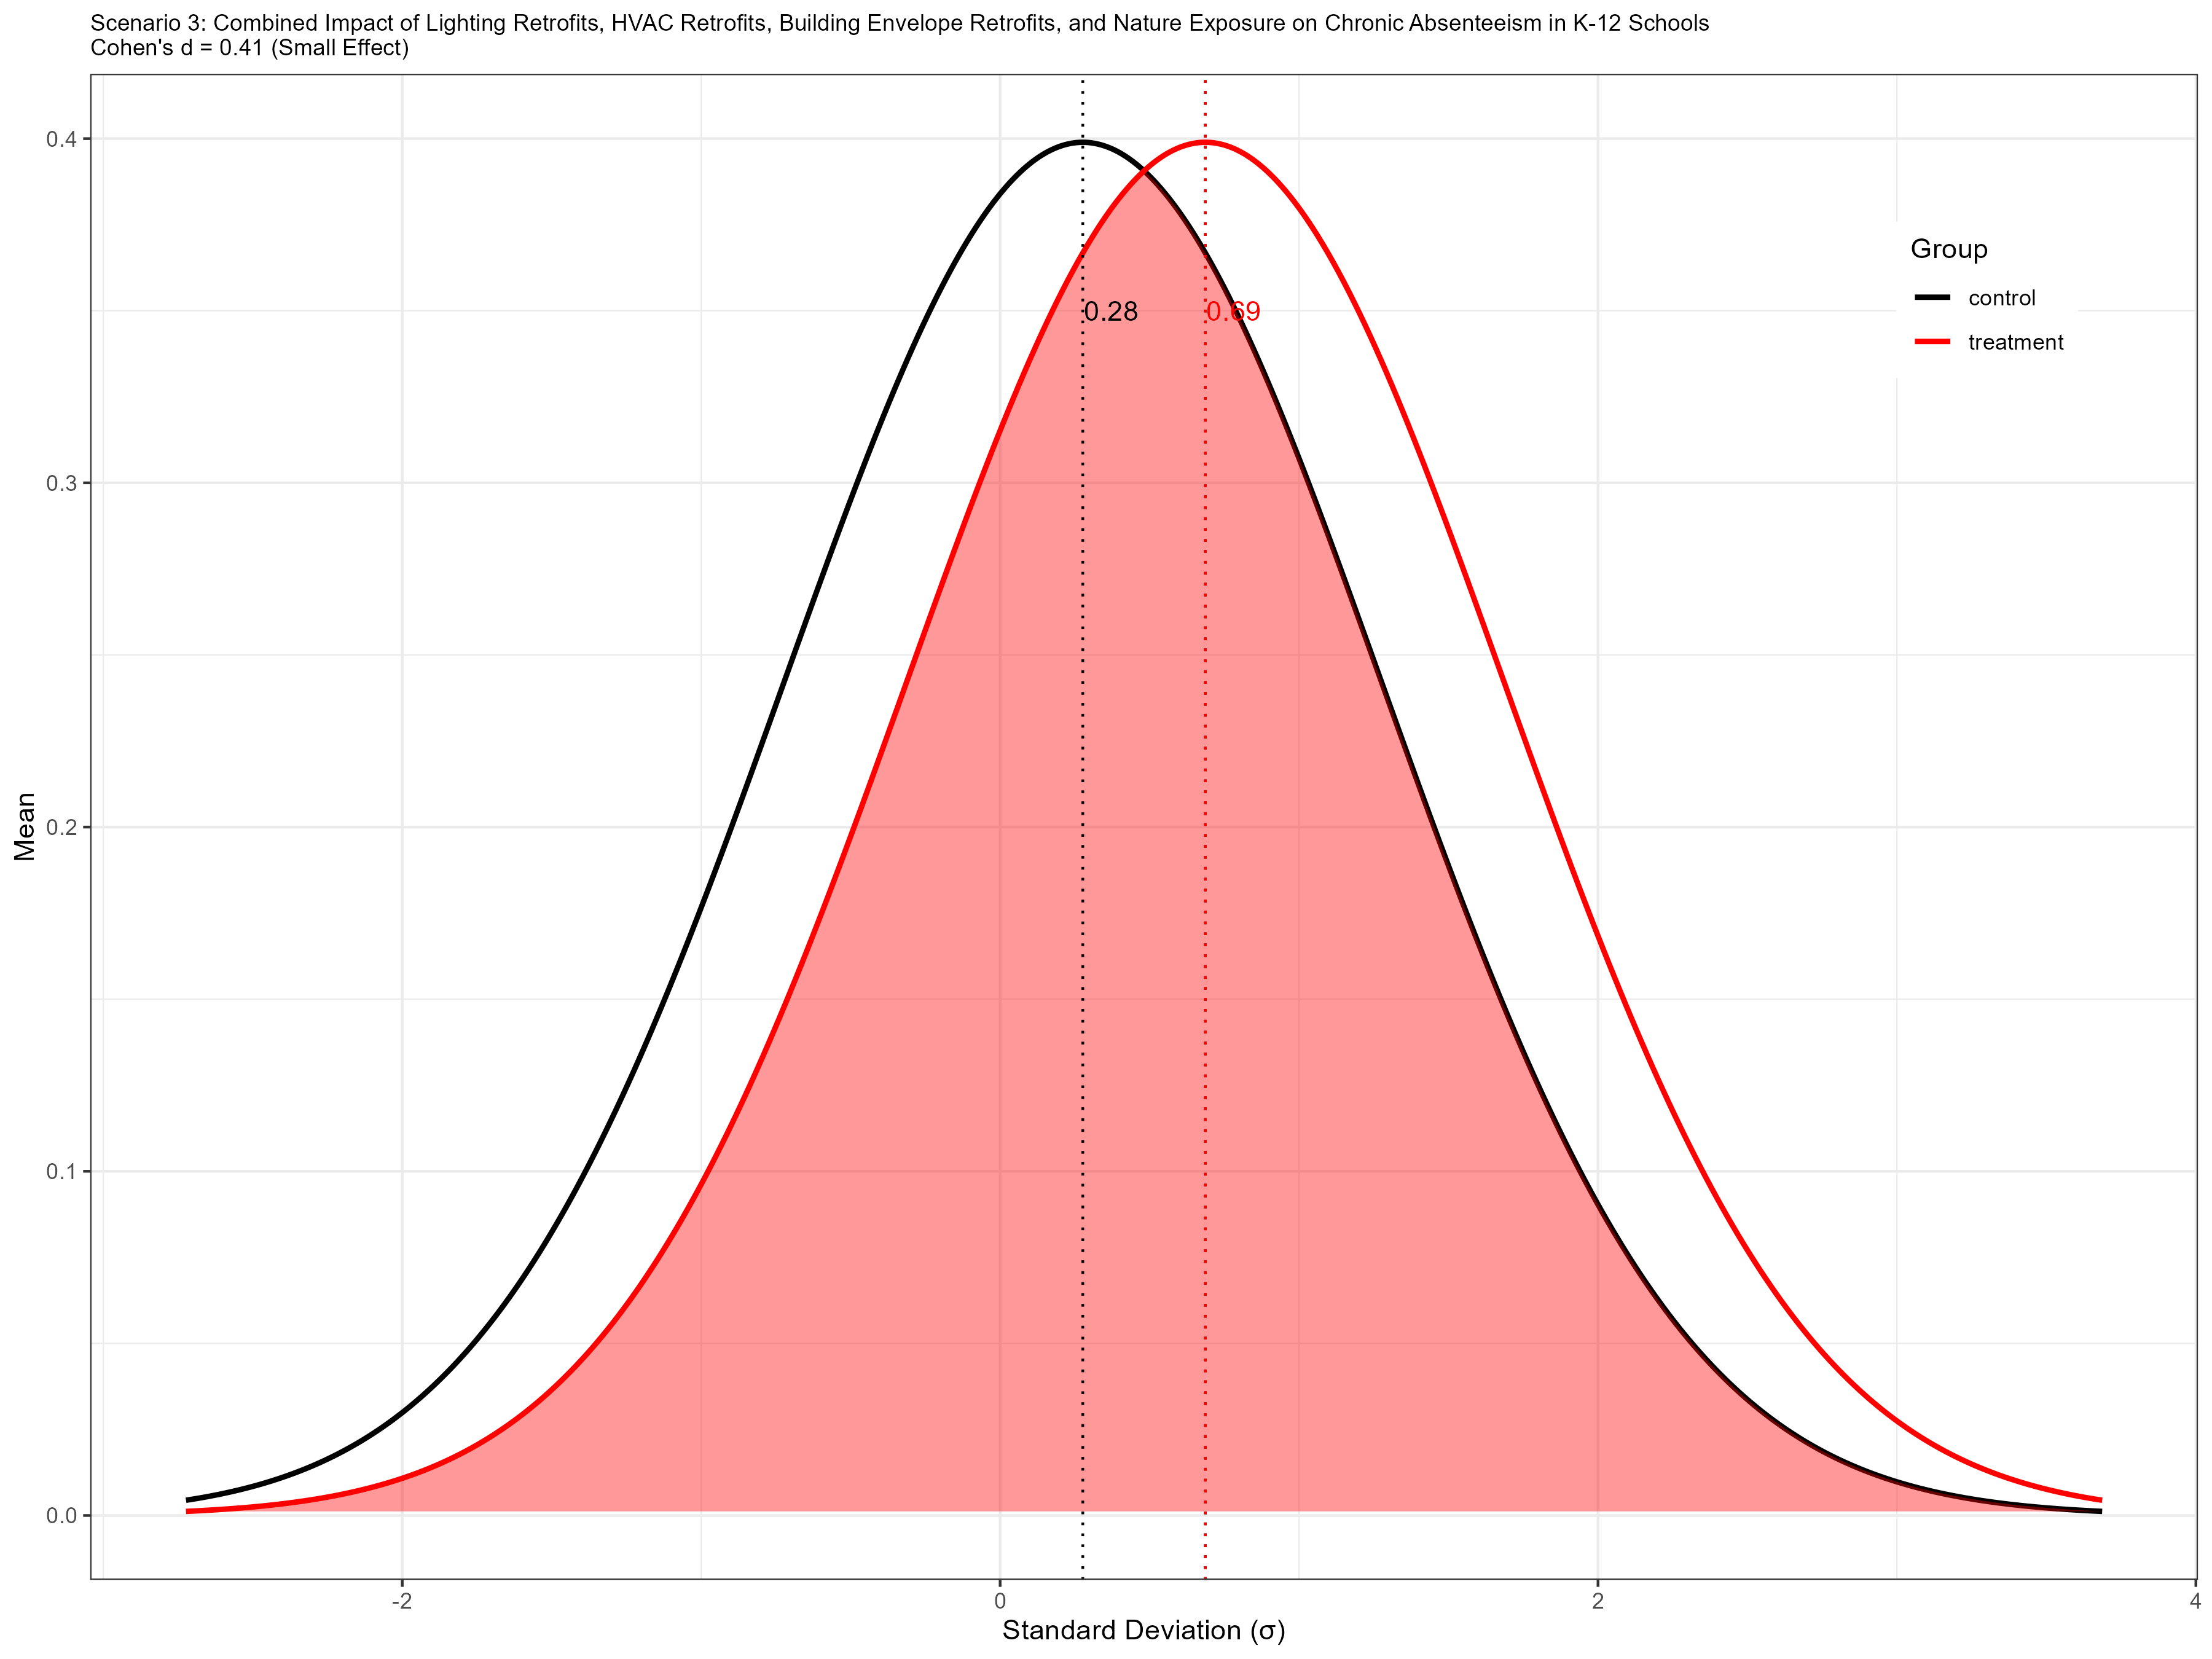 Scenario 3: Combined Impact of Lighting Retrofits, HVAC Retrofits, Building Envelope Retrofits, and Nature Exposure on Chronic Absenteeism in K-12 Schools
Cohen's d = 0.41 (Small Effect)
0.4
0.3
0.2
0.1
0.0
Mean
0.28
0.69
Group
control
treatment
-2
0
2
4
Standard Deviation (σ)